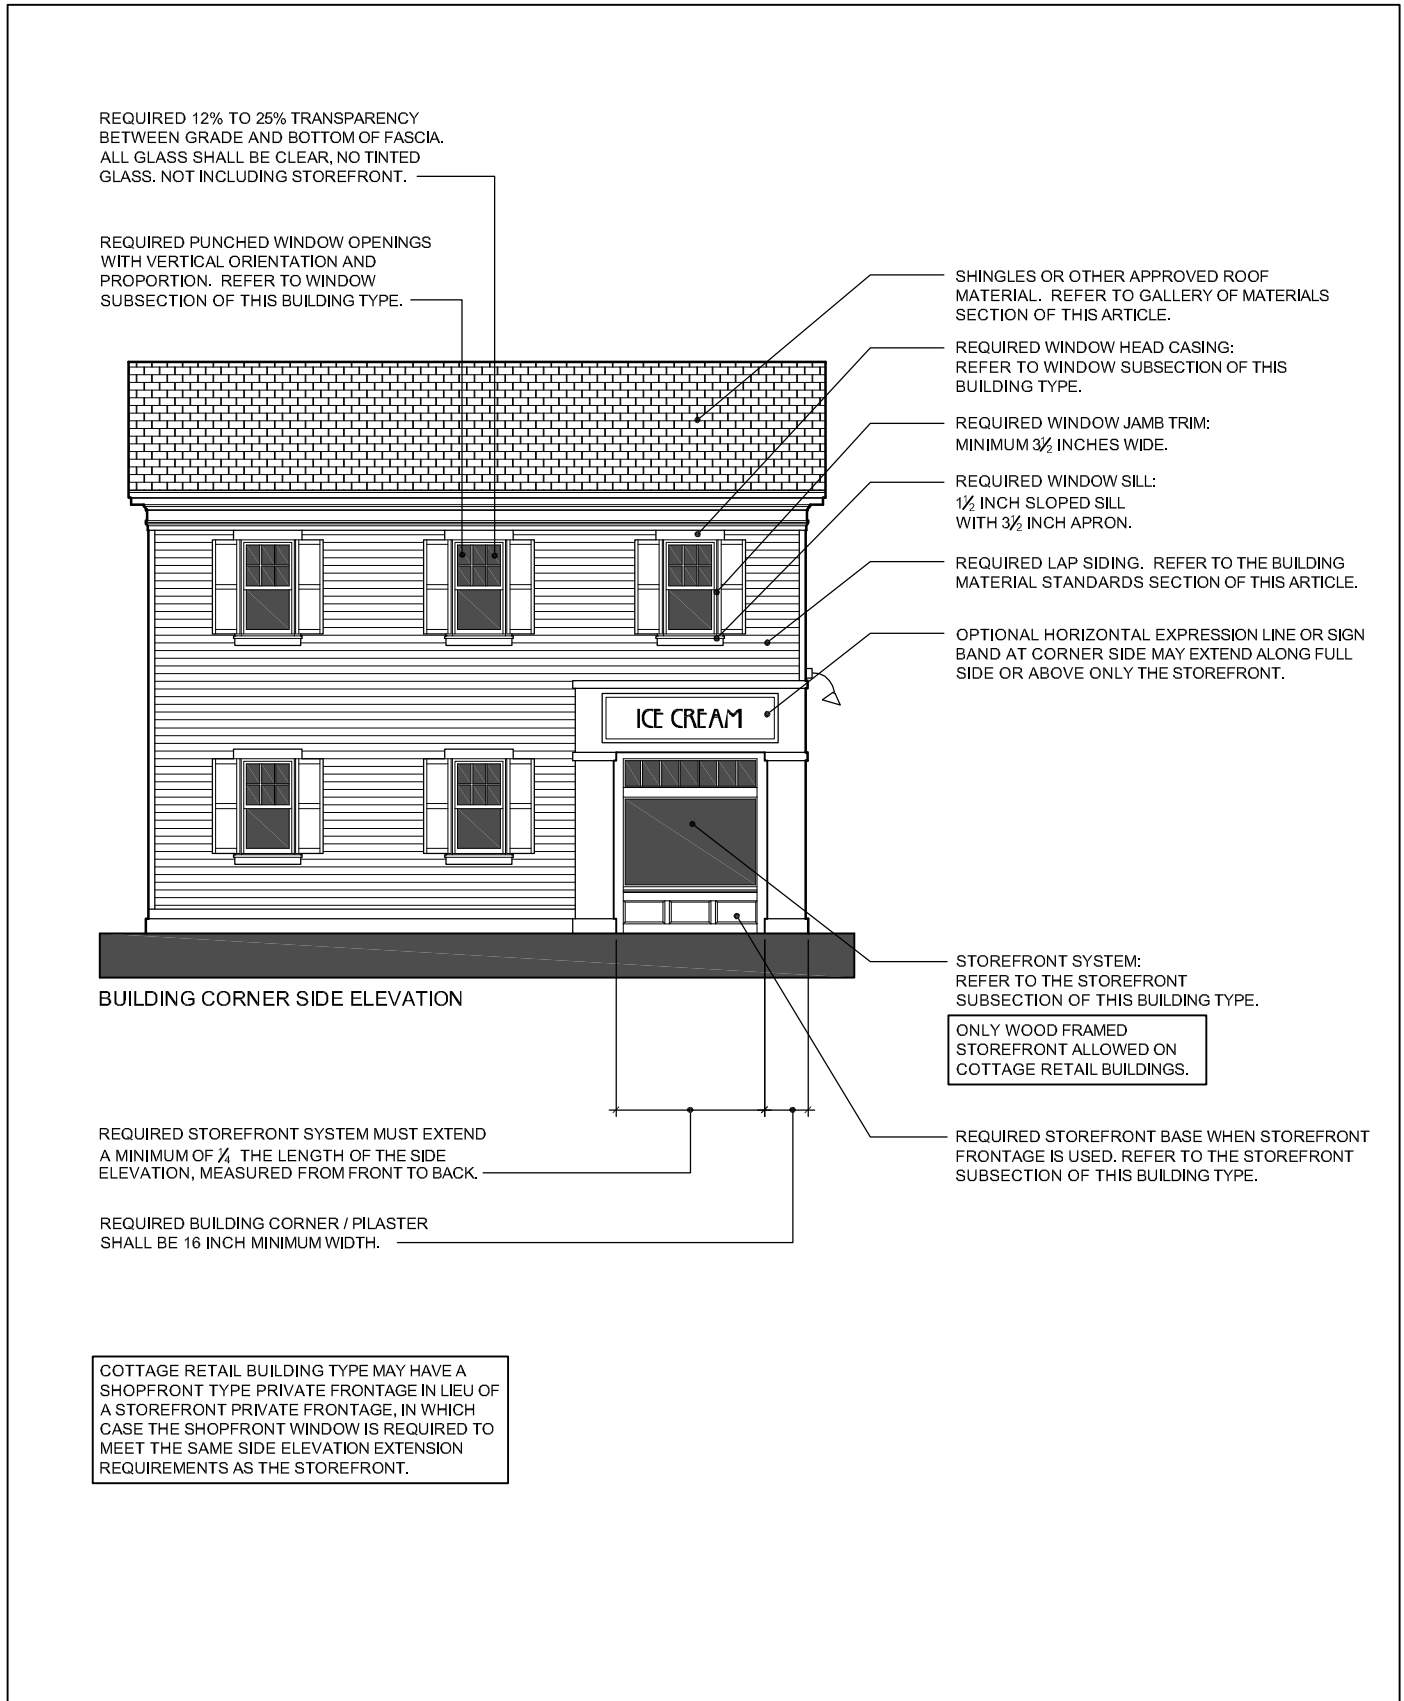 REQUIRED 12% TO 25% TRANSPARENCY
BETWEEN GRADE AND BOTTOM OF FASCIA.
ALL GLASS SHALL BE CLEAR, NO TINTED
GLASS. NOT INCLUDING STOREFRONT.
REQUIRED PUNCHED WINDOW OPENINGS
WITH VERTICAL ORIENTATION AND
PROPORTION. REFER TO WINDOW
SUBSECTION OF THIS BUILDING TYPE.
SHINGLES OR OTHER APPROVED ROOF
MATERIAL. REFER TO GALLERY OF MATERIALS
SECTION OF THIS ARTICLE.
REQUIRED WINDOW HEAD CASING:
REFER TO WINDOW SUBSECTION OF THIS
BUILDING TYPE.
REQUIRED WINDOW JAMB TRIM:
MINIMUM 3½ INCHES WIDE.
REQUIRED WINDOW SILL:
1½ INCH SLOPED SILL
WITH 3½ INCH APRON.
REQUIRED LAP SIDING. REFER TO THE BUILDING
MATERIAL STANDARDS SECTION OF THIS ARTICLE.
OPTIONAL HORIZONTAL EXPRESSION LINE OR SIGN
BAND AT CORNER SIDE MAY EXTEND ALONG FULL
SIDE OR ABOVE ONLY THE STOREFRONT.
ICE CREAM
BUILDING CORNER SIDE ELEVATION
STOREFRONT SYSTEM:
REFER TO THE STOREFRONT
SUBSECTION OF THIS BUILDING TYPE.
ONLY WOOD FRAMED
STOREFRONT ALLOWED ON
COTTAGE RETAIL BUILDINGS.
REQUIRED STOREFRONT SYSTEM MUST EXTEND
A MINIMUM OF ¼ THE LENGTH OF THE SIDE
ELEVATION, MEASURED FROM FRONT TO BACK.
REQUIRED STOREFRONT BASE WHEN STOREFRONT
FRONTAGE IS USED. REFER TO THE STOREFRONT
SUBSECTION OF THIS BUILDING TYPE.
REQUIRED BUILDING CORNER / PILASTER
SHALL BE 16 INCH MINIMUM WIDTH.
COTTAGE RETAIL BUILDING TYPE MAY HAVE A
SHOPFRONT TYPE PRIVATE FRONTAGE IN LIEU OF
A STOREFRONT PRIVATE FRONTAGE, IN WHICH
CASE THE SHOPFRONT WINDOW IS REQUIRED TO
MEET THE SAME SIDE ELEVATION EXTENSION
REQUIREMENTS AS THE STOREFRONT.